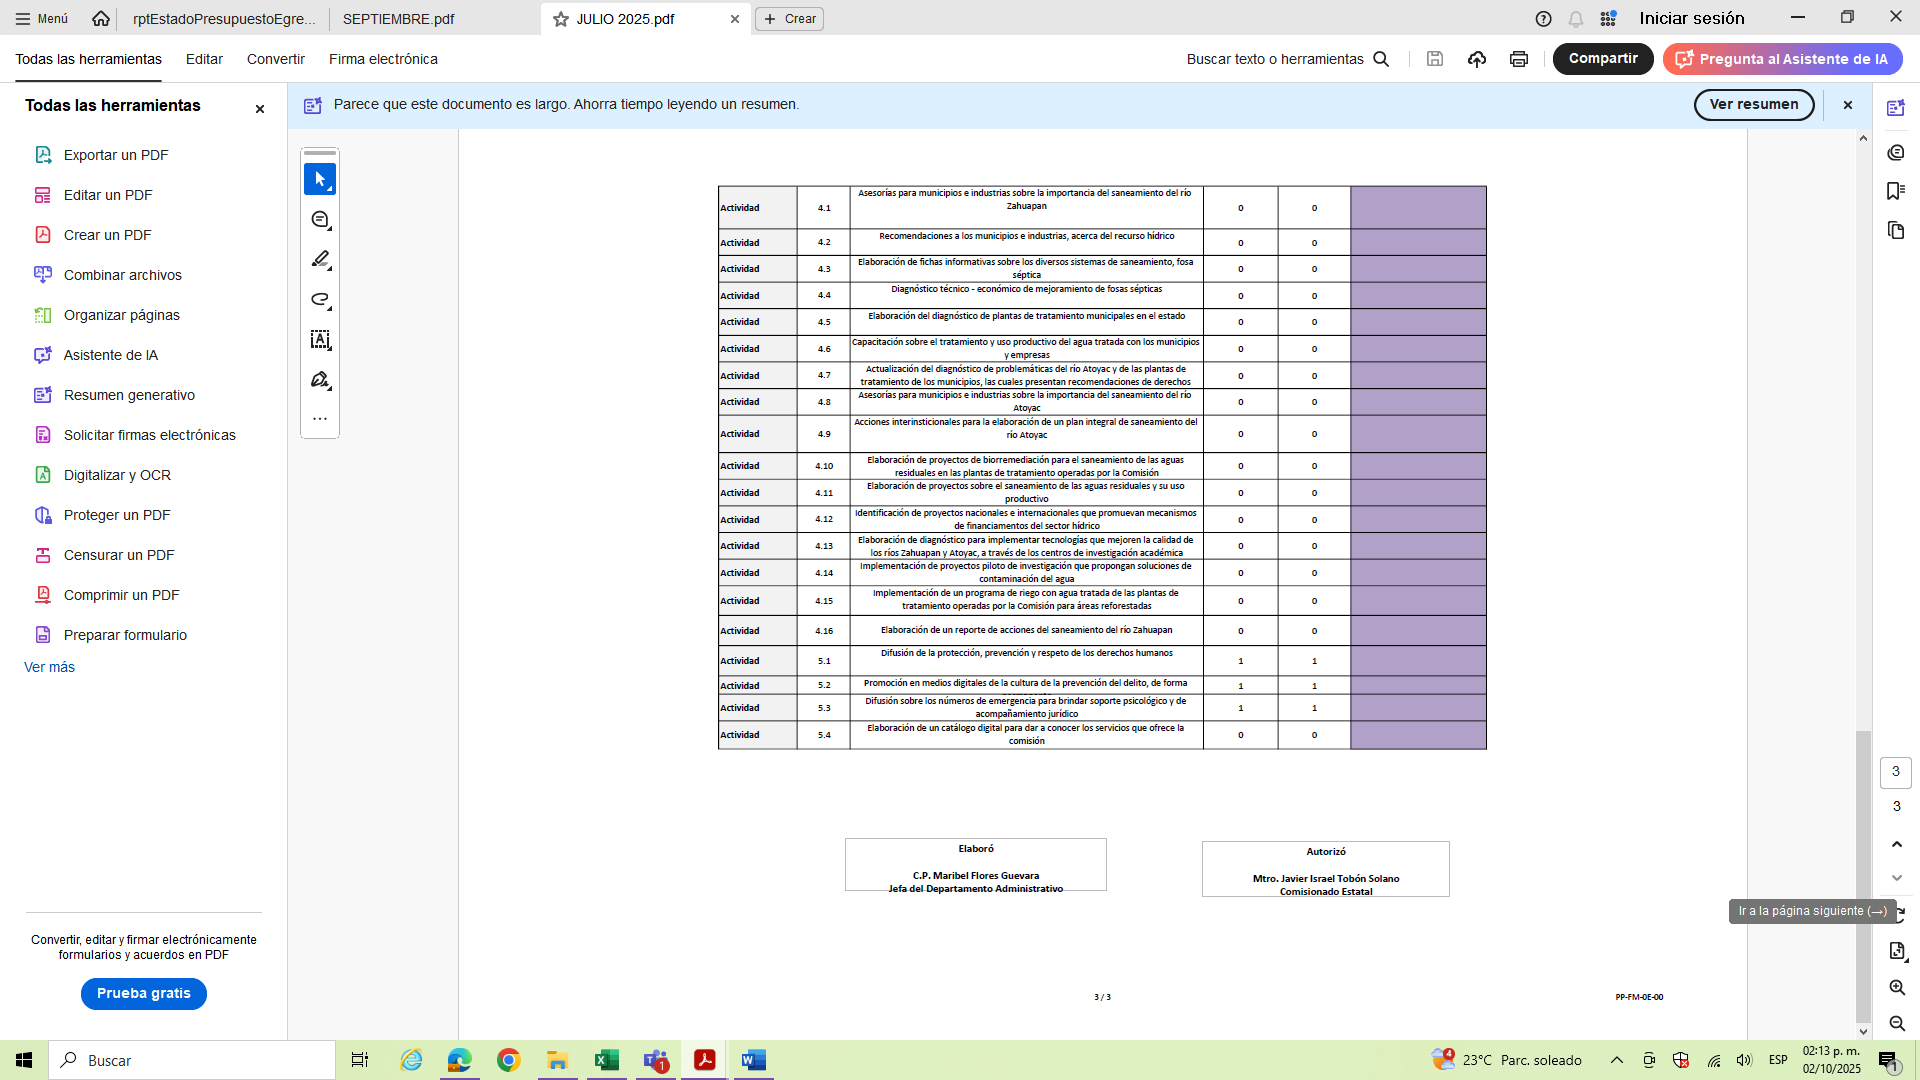 Menú
rptEstadoPresupuestoEgre...
SEPTIEMBRE.pdf
JULIO 2025.pdf
Crear
Iniciar sesión
Todas las herramientas
Editar
Convertir
Firma electrónica
Buscar texto o herramientas
Compartir
Pregunta al Asistente de IA
Todas las herramientas
Parece que este documento es largo. Ahorra tiempo leyendo un resumen.
Ver resumen
Exportar un PDF
Editar un PDF
Crear un PDF
Combinar archivos
Organizar páginas
Asistente de IA
Resumen generativo
Solicitar firmas electrónicas
Digitalizar y OCR
Proteger un PDF
Censurar un PDF
Comprimir un PDF
Preparar formulario
Ver más
Convertir, editar y firmar electrónicamente
formularios y acuerdos en PDF
Prueba gratis
Actividad 4.1 Asesorías para municipios e industrias sobre la importancia del saneamiento del río
Zahuapan 0 0
Actividad 4.2 Recomendaciones a los municipios e industrias, acerca del recurso hídrico 0 0
Actividad 4.3 Elaboración de fichas informativas sobre los diversos sistemas de saneamiento, fosa
séptica 0 0
Actividad 4.4 Diagnóstico técnico - económico de mejoramiento de fosas sépticas 0 0
Actividad 4.5 Elaboración del diagnóstico de plantas de tratamiento municipales en el estado 0 0
Actividad 4.6 Capacitación sobre el tratamiento y uso productivo del agua tratada con los municipios
y empresas 0 0
Actividad 4.7 Actualización del diagnóstico de problemáticas del río Atoyac y de las plantas de
tratamiento de los municipios, las cuales presentan recomendaciones de derechos 0 0
Actividad 4.8 Asesorías para municipios e industrias sobre la importancia del saneamiento del río
Atoyac 0 0
Actividad 4.9 Acciones interinsticionales para la elaboración de un plan integral de saneamiento del
río Atoyac 0 0
Actividad 4.10 Elaboración de proyectos de biorremediación para el saneamiento de las aguas
residuales en las plantas de tratamiento operadas por la Comisión 0 0
Actividad 4.11 Elaboración de proyectos sobre el saneamiento de las aguas residuales y su uso
productivo 0 0
Actividad 4.12 Identificación de proyectos nacionales e internacionales que promuevan mecanismos
de financiamientos del sector hídrico 0 0
Actividad 4.13 Elaboración de diagnóstico para implementar tecnologías que mejoren la calidad de
los ríos Zahuapan y Atoyac, a través de los centros de investigación académica 0 0
Actividad 4.14 Implementación de proyectos piloto de investigación que propongan soluciones de
contaminación del agua 0 0
Actividad 4.15 Implementación de un programa de riego con agua tratada de las plantas de
tratamiento operadas por la Comisión para áreas reforestadas 0 0
Actividad 4.16 Elaboración de un reporte de acciones del saneamiento del río Zahuapan 0 0
Actividad 5.1 Difusión de la protección, prevención y respeto de los derechos humanos 1 1
Actividad 5.2 Promoción en medios digitales de la cultura de la prevención del delito, de forma 1 1
Actividad 5.3 Difusión sobre los números de emergencia para brindar soporte psicológico y de
acompañamiento jurídico 1 1
Actividad 5.4 Elaboración de un catálogo digital para dar a conocer los servicios que ofrece la
comisión 0 0
Elaboró
C.P. Maribel Flores Guevara
Jefa del Departamento Administrativo
Autorizó
Mtro. Javier Israel Tobón Solano
Comisionado Estatal
3 / 3
PP-FM-0E-00
3
3
Ir a la página siguiente (→)
Buscar
1
4
23°C Parc. soleado
ESP
02:13 p. m.
02/10/2025
1